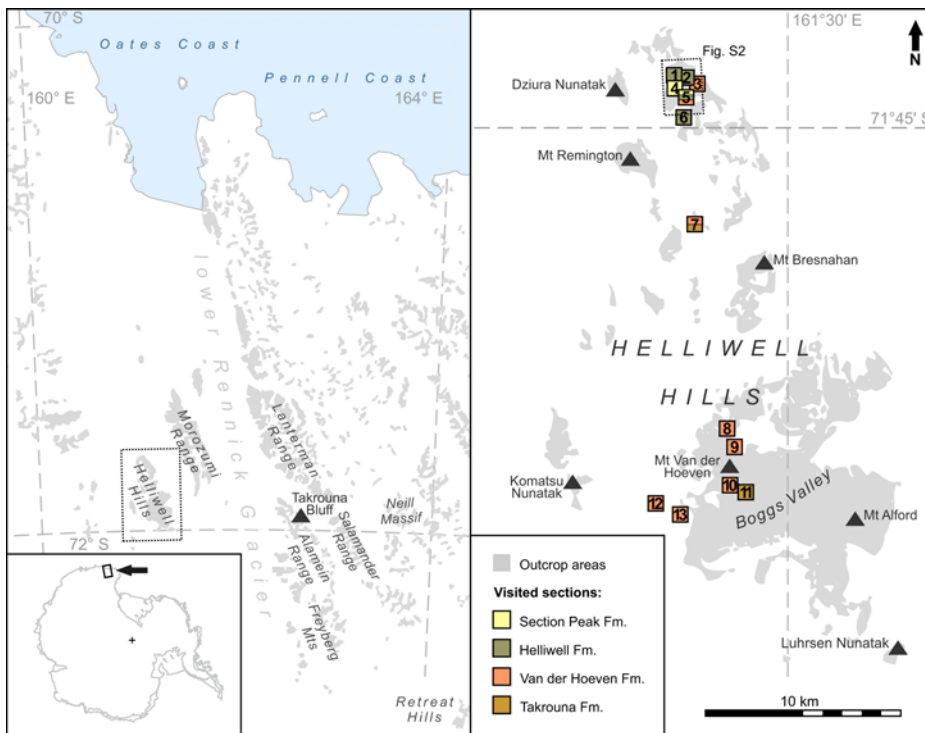 70° S
Oates Coast
Pennell Coast
160° E
164° E
lower Rennick Glacier
Lanterman
Range
Morozumi
Range
Helliwell
Hills
Takrouna
Bluff
Neill
Massif
Salamander
Range
Alamein
Range
72° S
Freyberg
Mts
Retreat
Hills
161°30' E
N
Fig. S2
Dziura Nunatak
1
2
3
4
5
6
71°45' S
Mt Remington
7
Mt Bresnahan
HELLIWELL
HILLS
8
9
Mt Van der
Hoeven
Komatsu
Nunatak
10
11
Boggs Valley
12
13
Mt Alford
Outcrop areas
Visited sections:
Section Peak Fm.
Helliwell Fm.
Van der Hoeven Fm.
Takrouna Fm.
Luhrsen Nunatak
10 km